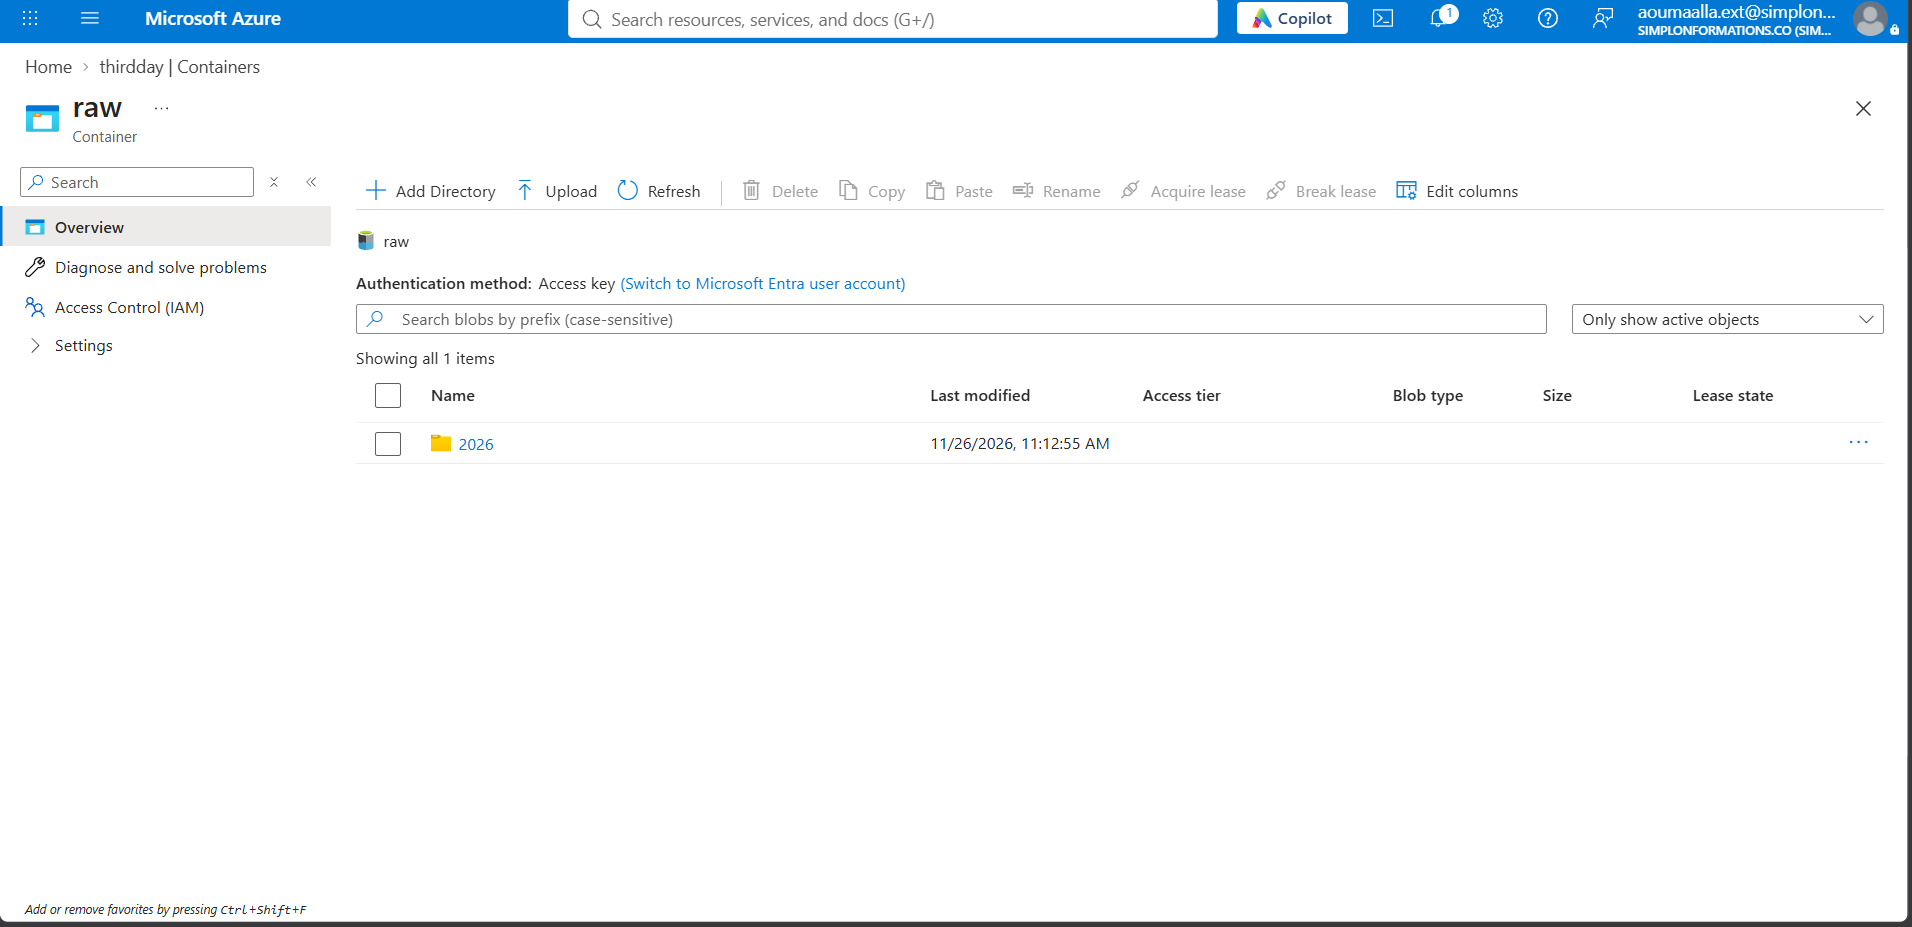 Microsoft Azure
Search resources, services, and docs (G+/)
Copilot
1
aoumaalla.ext@simplon...
SIMPLONFORMATIONS.CO (SIM...
Home > thirdday | Containers
raw ...
Container
Search
Overview
Diagnose and solve problems
Access Control (IAM)
Settings
Add Directory Upload Refresh Delete Copy Paste Rename Acquire lease Break lease Edit columns
raw
Authentication method: Access key (Switch to Microsoft Entra user account)
Search blobs by prefix (case-sensitive)
Only show active objects
Showing all 1 items
Name Last modified Access tier Blob type Size Lease state
2026 11/26/2026, 11:12:55 AM ...
Add or remove favorites by pressing Ctrl+Shift+F